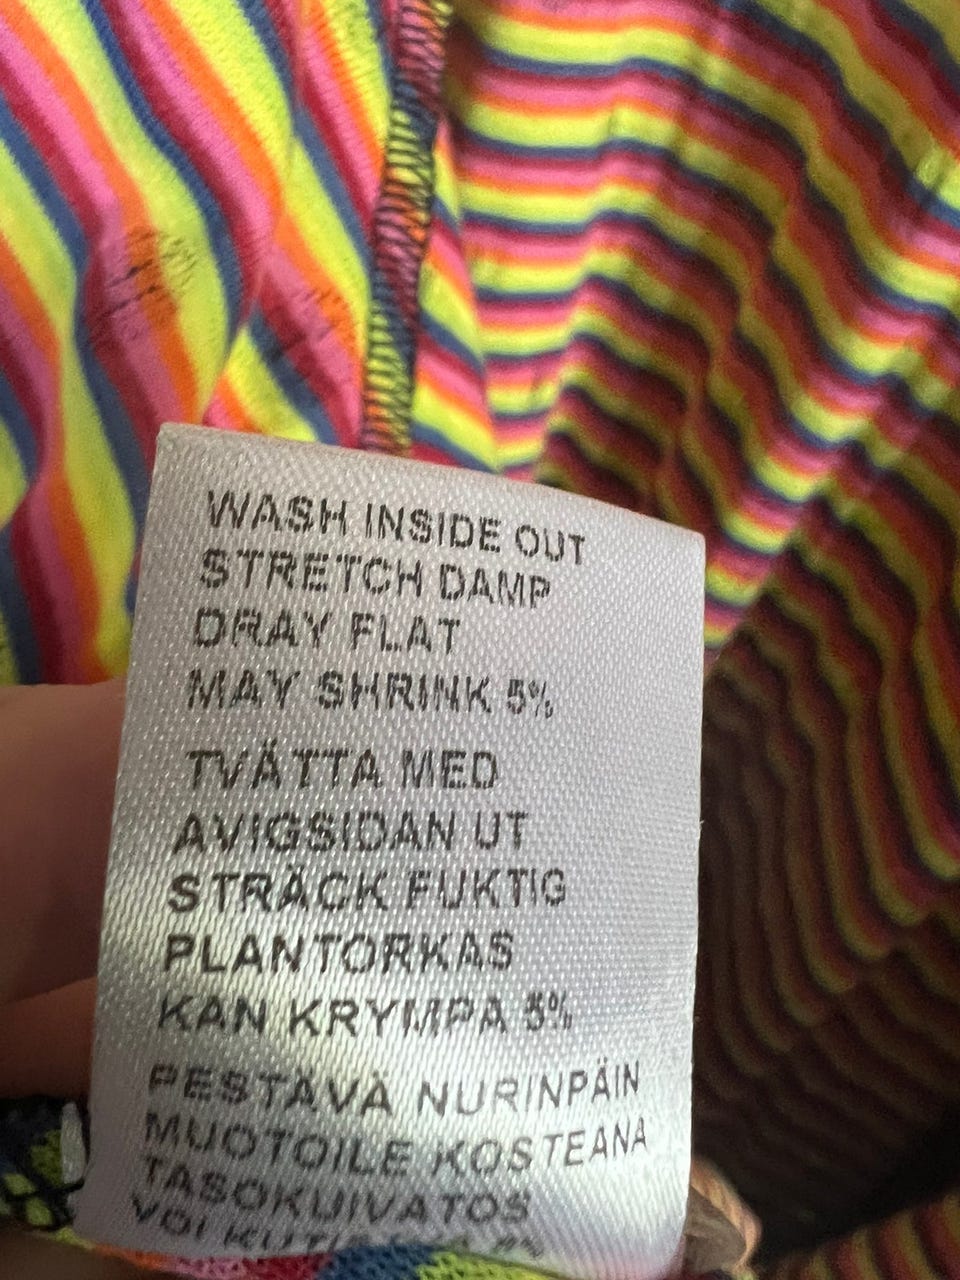 WASH INSIDE OUT
STRETCH DAMP
DRAY FLAT
MAY SHRINK 5%
TVÄTTA MED
AVIGSIDAN UT
STRÄCK FUKTIG
PLANTORKAS
KAN KRYMPA 5%
PESTÄVÄ NURINPÄIN
MUOTOILE KOSTEANA
TASOKUIVATOS
VOI